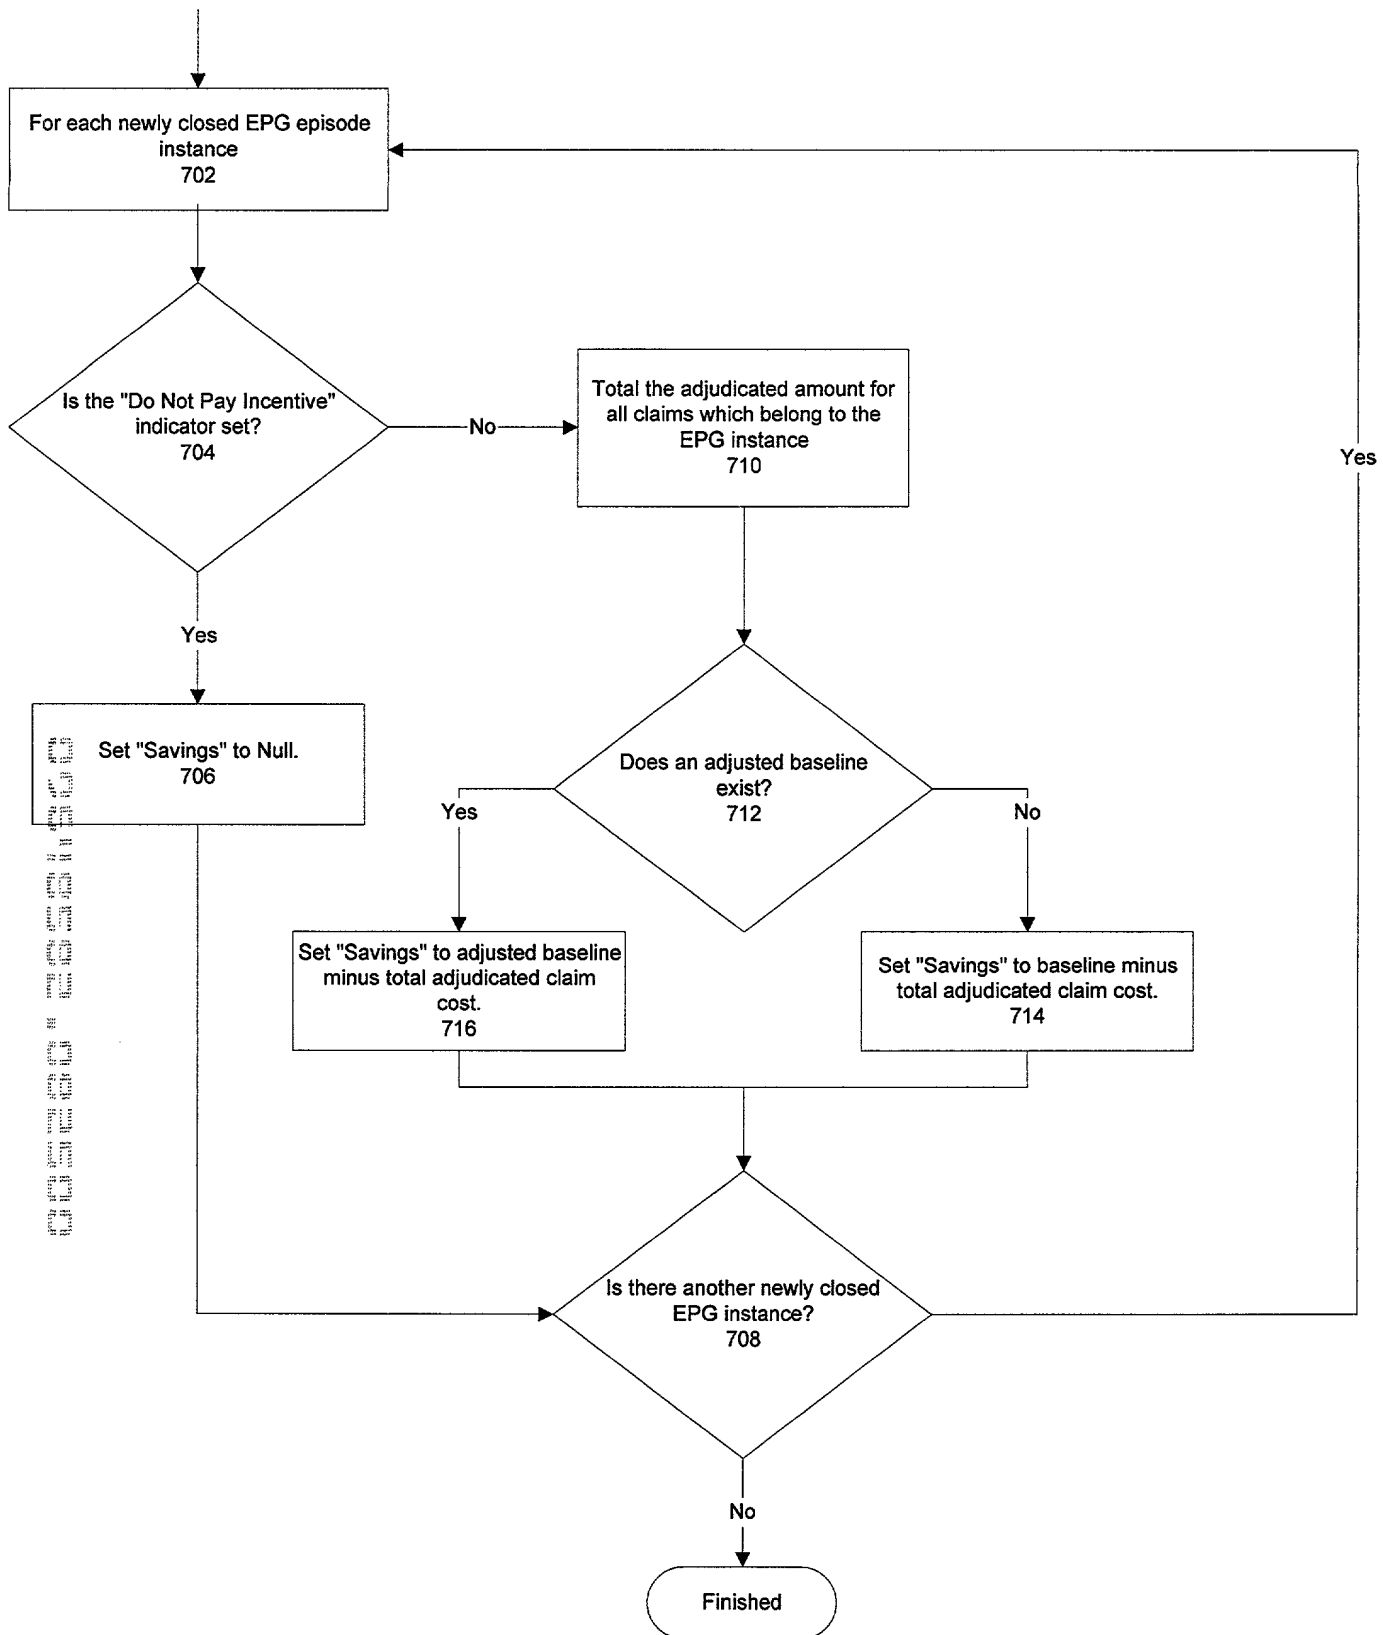 For each newly closed EPG episode
instance
702
Is the "Do Not Pay Incentive"
indicator set?
704
No
Total the adjudicated amount for
all claims which belong to the
EPG instance
710
Yes
Yes
Set "Savings" to Null.
706
Does an adjusted baseline
exist?
712
Yes
No
Set "Savings" to adjusted baseline
minus total adjudicated claim
cost.
716
Set "Savings" to baseline minus
total adjudicated claim cost.
714
Is there another newly closed
EPG instance?
708
No
Finished